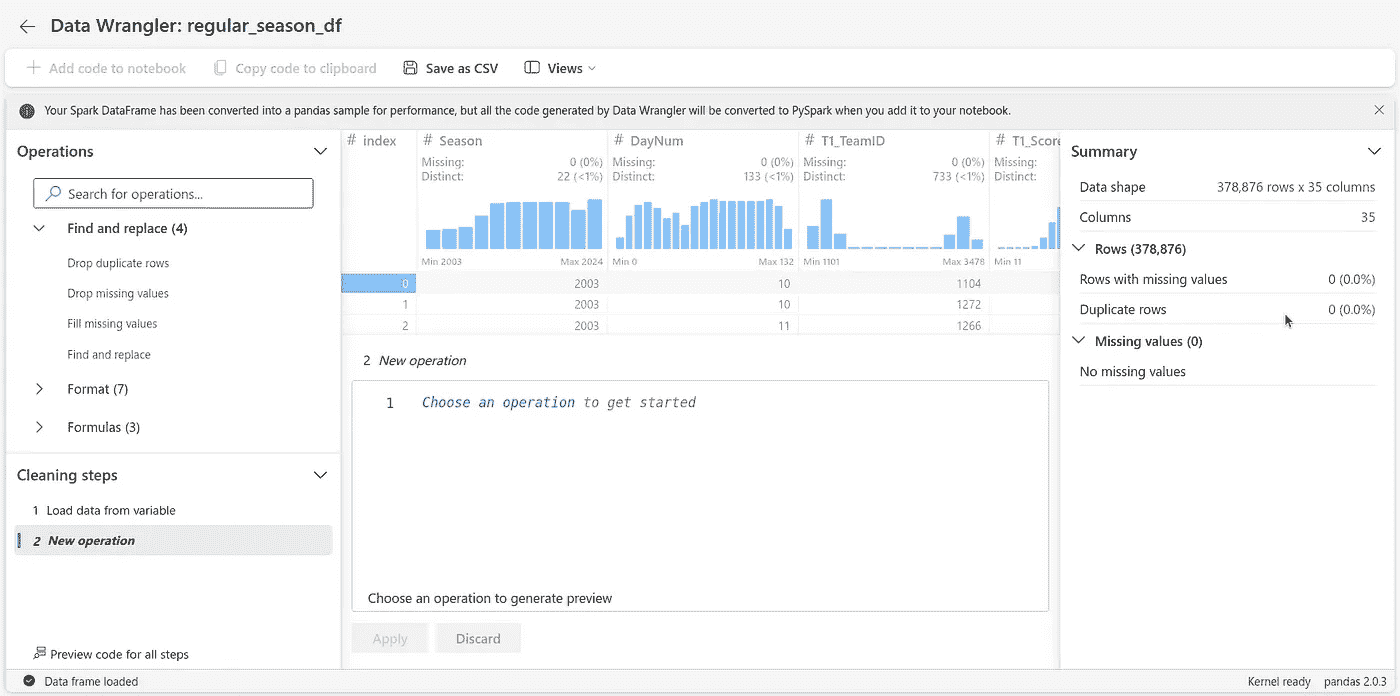 Data Wrangler: regular_season_df
Add code to notebook Copy code to clipboard Save as CSV Views
Your Spark DataFrame has been converted into a pandas sample for performance, but all the code generated by Data Wrangler will be converted to PySpark when you add it to your notebook.
Operations
Search for operations...
Find and replace (4)
Drop duplicate rows
Drop missing values
Fill missing values
Find and replace
Format (7)
Formulas (3)
Cleaning steps
1 Load data from variable
2 New operation
Preview code for all steps
# index # Season # DayNum # T1_TeamID # T1_Score
Missing: 0 (0%) Missing: 0 (0%) Missing: 0 (0%) Missing:
Distinct: 22 (<1%) Distinct: 133 (<1%) Distinct: 733 (<1%) Distinct:
Min 2003 Max 2024 Min 0 Max 132 Min 1101 Max 3478 Min 11
0 2003 10 1104
1 2003 10 1272
2 2003 11 1266
2 New operation
1 Choose an operation to get started
Choose an operation to generate preview
Apply Discard
Summary
Data shape 378,876 rows x 35 columns
Columns 35
Rows (378,876)
Rows with missing values 0 (0.0%)
Duplicate rows 0 (0.0%)
Missing values (0)
No missing values
Data frame loaded Kernel ready pandas 2.0.3